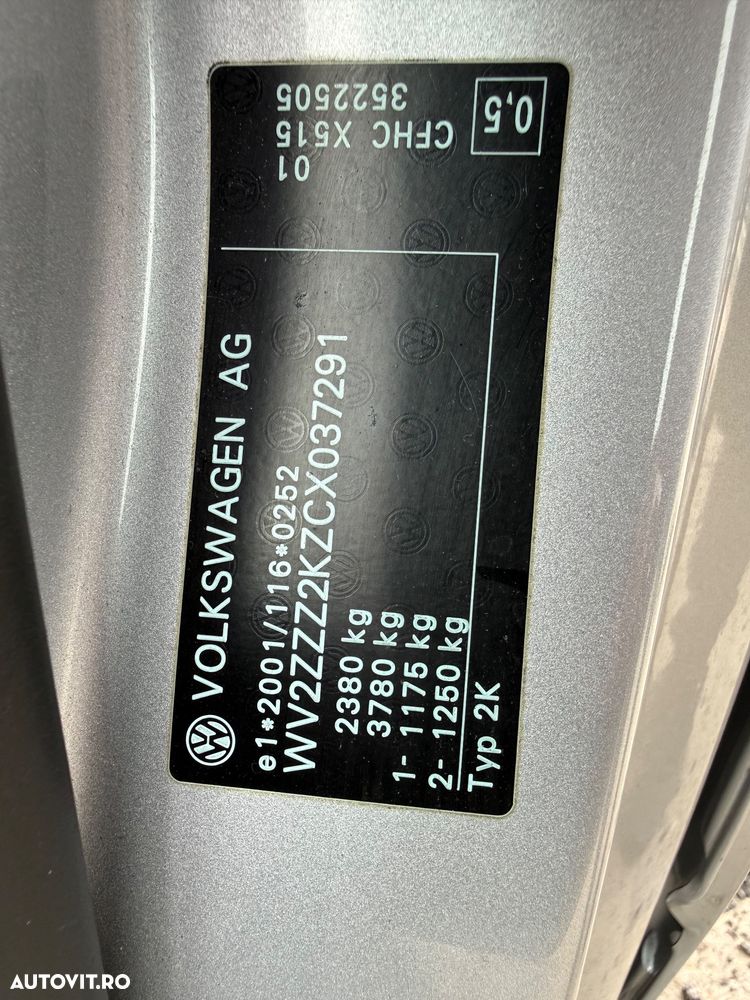 VOLKSWAGEN AG
e1*2001/116*0252
WV2ZZZ2KZCX037291
2380 kg
3780 kg
1- 1175 kg
2- 1250 kg
Typ 2K
01
CFHC X515
3522505
0,5
AUTOVIT.RO